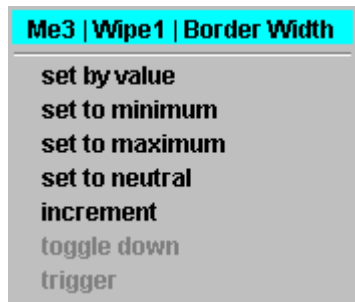 Me3 | Wipe1 | Border Width
set by value
set to minimum
set to maximum
set to neutral
increment
toggle down
trigger